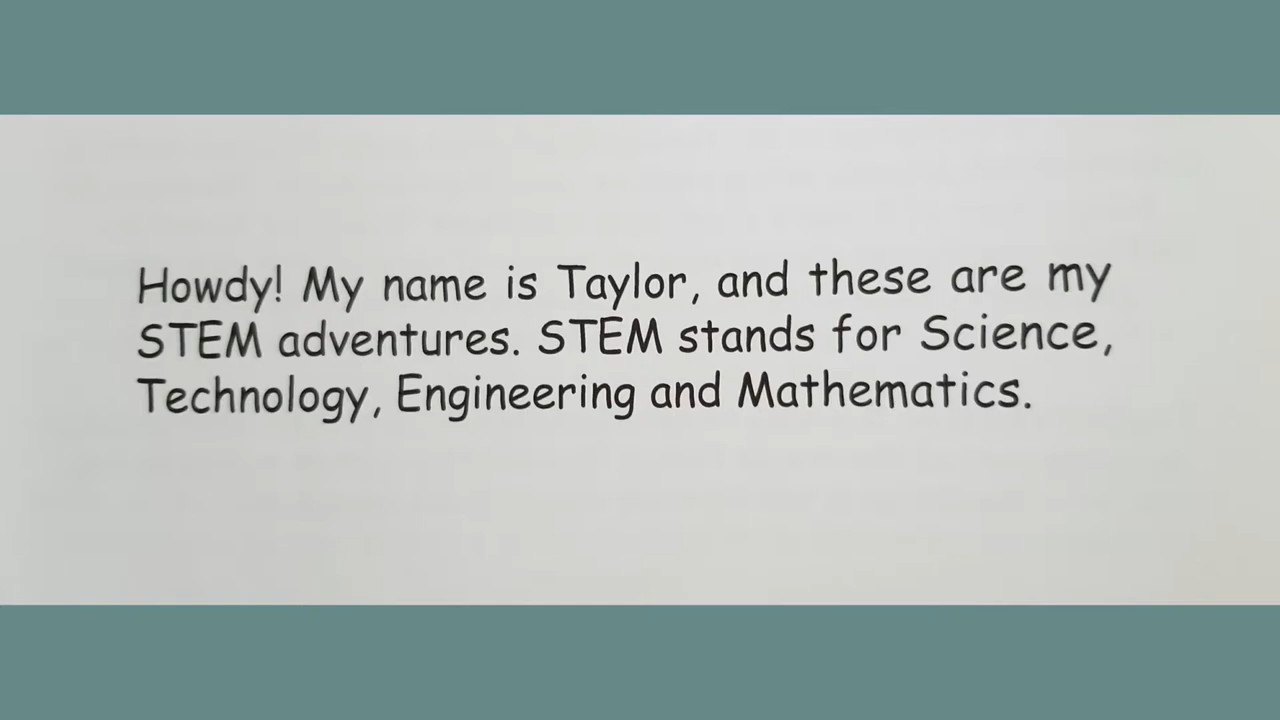 Howdy! My name is Taylor, and these are my
STEM adventures. STEM stands for Science,
Technology, Engineering and Mathematics.